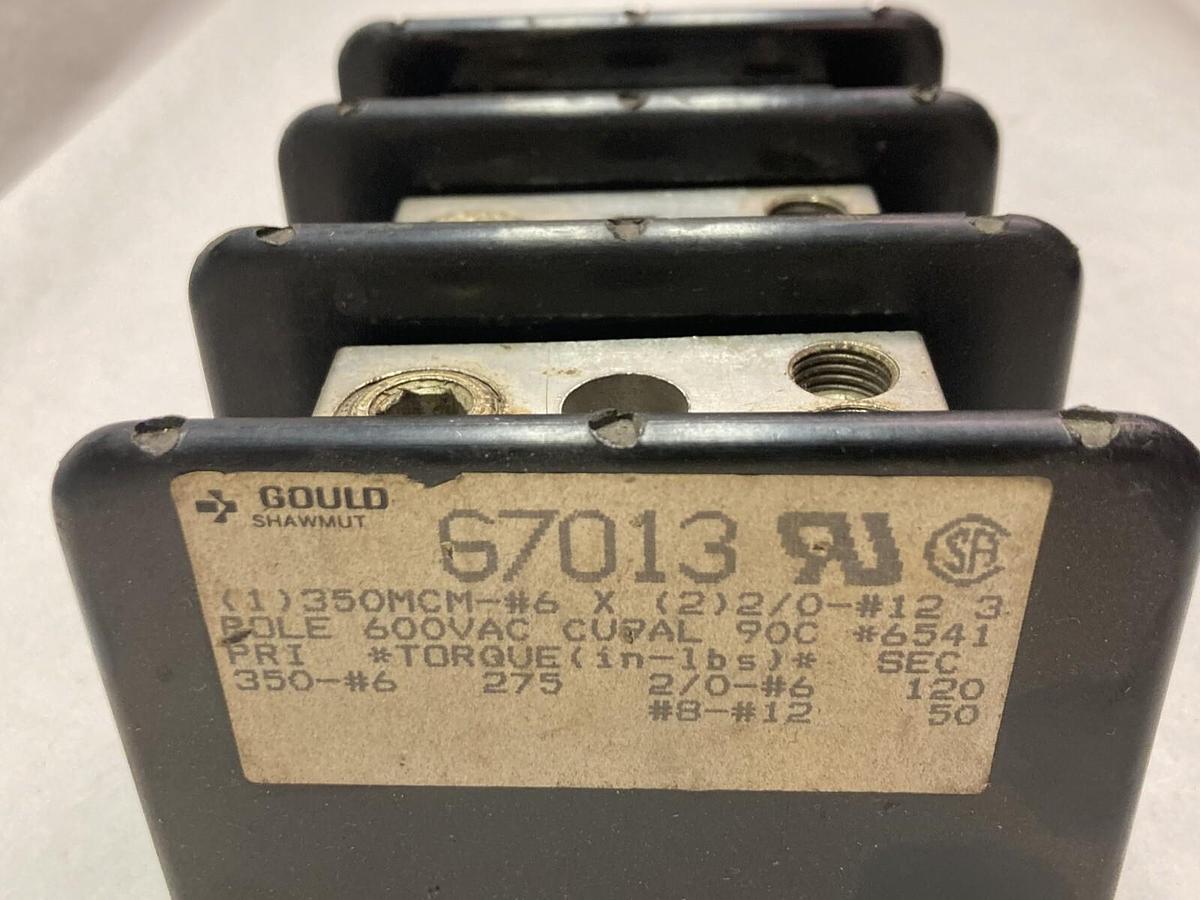 GOULD
SHAWMUT
67013
(1)350MCM-#6 X (2)2/0-#12 3
POLE 600VAC CU?AL 90C #6541
PRI *TORQUE(in-lbs)* SEC
350-#6 275 2/0-#6 120
#8-#12 50